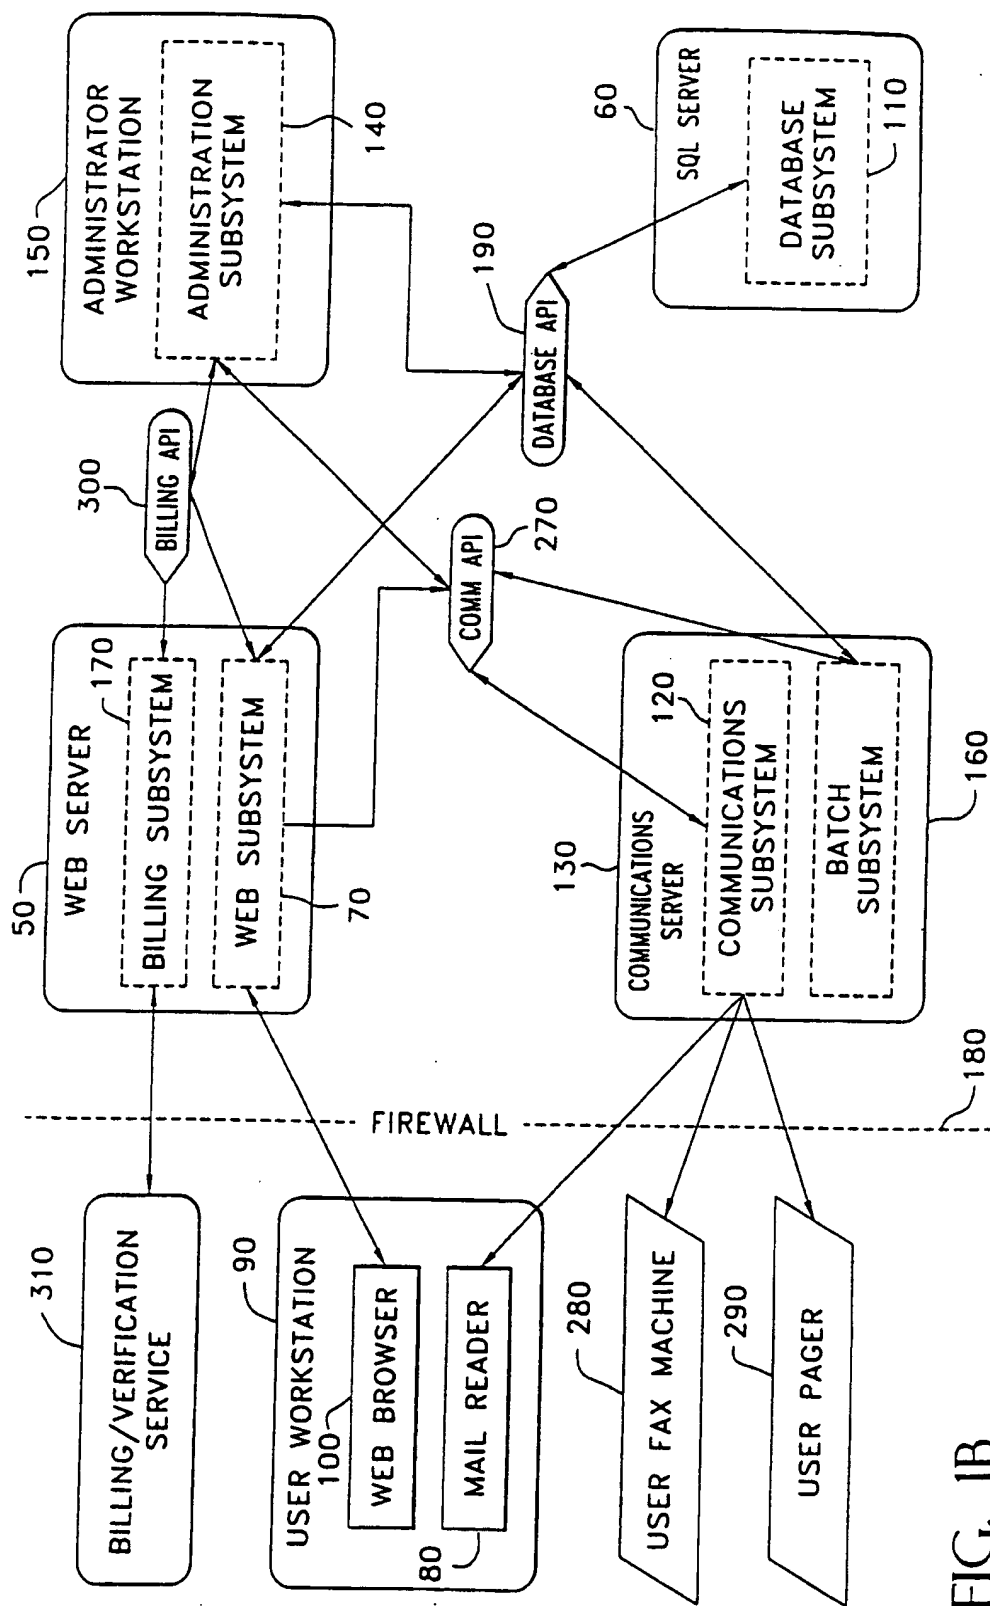 310
BILLING/VERIFICATION
SERVICE
90
USER WORKSTATION
100
WEB BROWSER
MAIL READER
80
280
USER FAX MACHINE
290
USER PAGER
FIREWALL
180
50
WEB SERVER
170
BILLING SUBSYSTEM
WEB SUBSYSTEM
70
130
COMMUNICATIONS
SERVER
120
COMMUNICATIONS
SUBSYSTEM
BATCH
SUBSYSTEM
160
300
BILLING API
COMM API
270
190
DATABASE API
150
ADMINISTRATOR
WORKSTATION
ADMINISTRATION
SUBSYSTEM
140
60
SQL SERVER
DATABASE
SUBSYSTEM
110
FIG. 1B